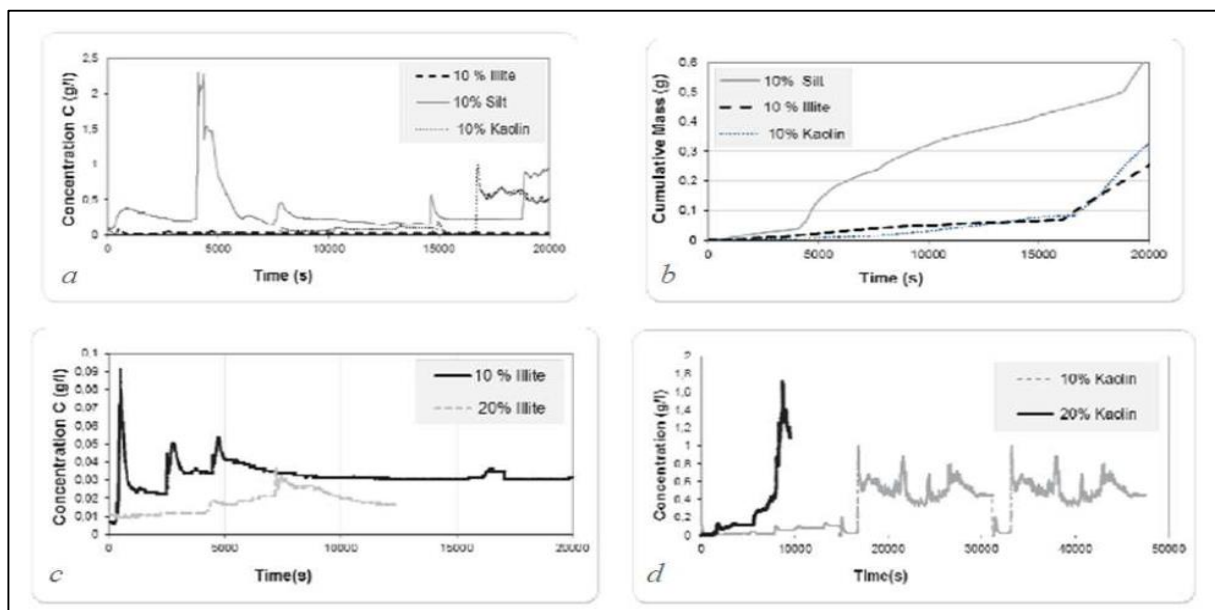 2.5
2
1.5
1
0.5
0
Concentration C (g/l)
10 % Illite
10% Silt
10% Kaolin
0
5000
10000
15000
20000
Time (s)
a
0,6
0,5
0,4
0,3
0,2
0,1
0
Cumulative Mass (g)
10% Silt
10 % Illite
10% Kaolin
0
5000
10000
15000
20000
Time (s)
b
0,1
0,09
0,08
0,07
0,06
0,05
0,04
0,03
0,02
0,01
0
Concentration C (g/l)
10 % Illite
20% Illite
0
5000
10000
15000
20000
Time(s)
c
2
1,8
1,6
1,4
1,2
1
0,8
0,6
0,4
0,2
0
Concentration (g/l)
10% Kaolin
20% Kaolin
0
10000
20000
30000
40000
50000
Time(s)
d